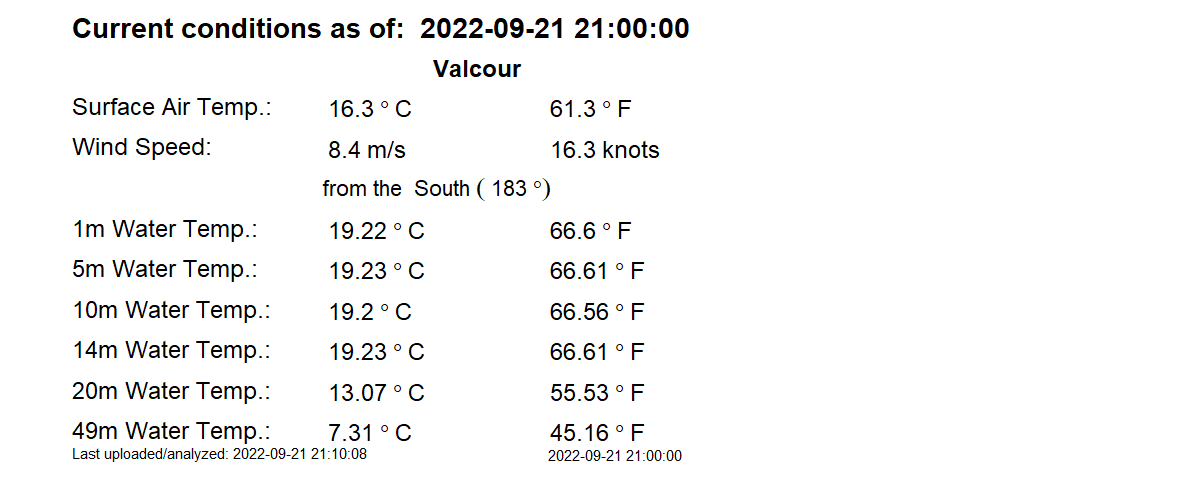 Current conditions as of:  2022-09-21 21:00:00
Valcour
Surface Air Temp.: 16.3 ° C 61.3 ° F
Wind Speed: 8.4 m/s 16.3 knots
from the  South ( 183 °)
1m Water Temp.: 19.22 ° C 66.6 ° F
5m Water Temp.: 19.23 ° C 66.61 ° F
10m Water Temp.: 19.2 ° C 66.56 ° F
14m Water Temp.: 19.23 ° C 66.61 ° F
20m Water Temp.: 13.07 ° C 55.53 ° F
49m Water Temp.: 7.31 ° C 45.16 ° F
Last uploaded/analyzed: 2022-09-21 21:10:08 2022-09-21 21:00:00